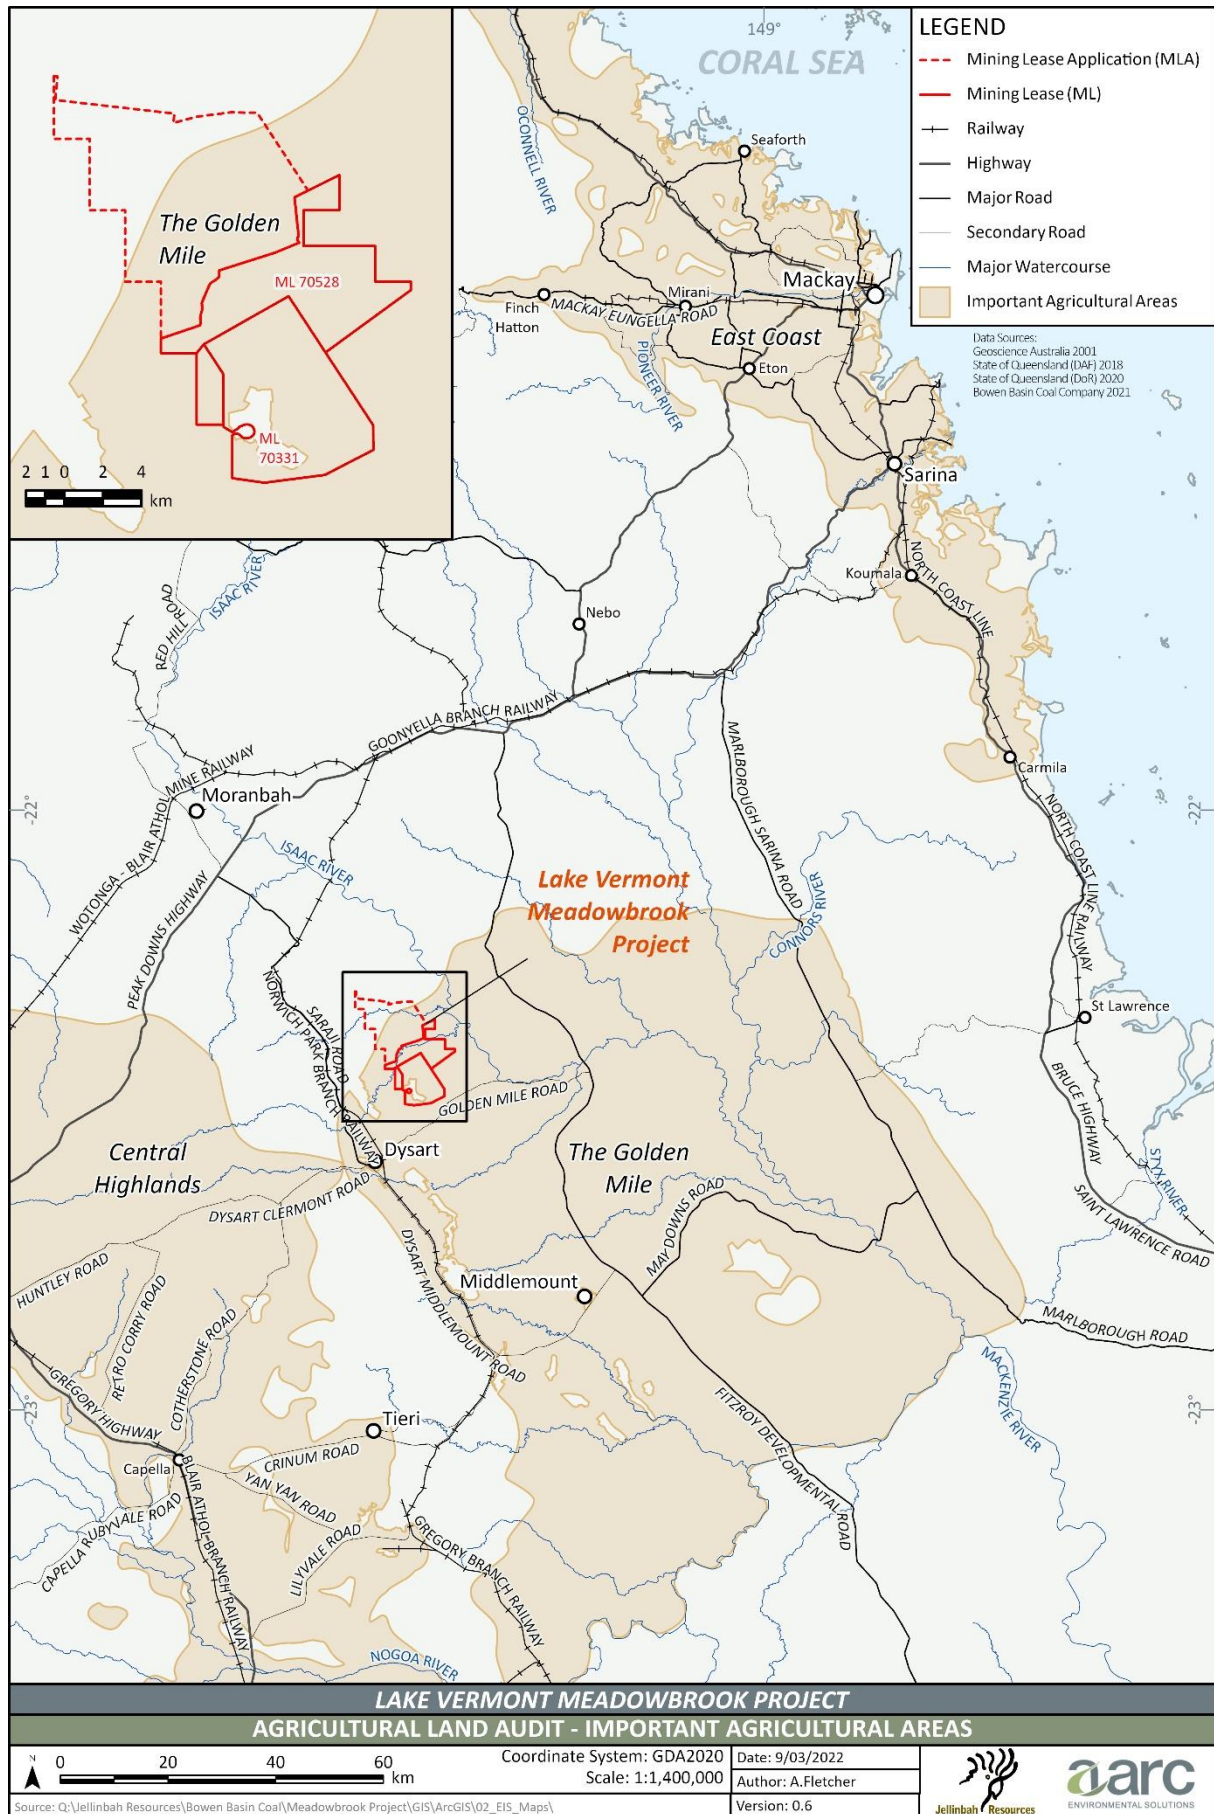 149°
CORAL SEA
LEGEND
Mining Lease Application (MLA)
Mining Lease (ML)
Railway
Highway
Major Road
Secondary Road
Major Watercourse
Important Agricultural Areas
Data Sources:
Geoscience Australia 2001
State of Queensland (DAF) 2018
State of Queensland (DoR) 2020
Bowen Basin Coal Company 2021
The Golden
Mile
ML 70528
ML
70331
2 1 0 2 4
km
OCONNELL RIVER
Seaforth
Mackay
Finch
Hatton
Mirani
MACKAY EUNGELLA ROAD
East Coast
PIONEER RIVER
Eton
Sarina
Koumala
NORTH COAST LINE
RED HILL ROAD
ISAAC RIVER
Nebo
GOONYELLA BRANCH RAILWAY
WOTONGA - BLAIR ATHOL MINE RAILWAY
Moranbah
MARLBOROUGH SARINA ROAD
Carmila
-22°
-22°
NORTH COAST LINE RAILWAY
ISAAC RIVER
PEAK DOWNS HIGHWAY
Lake Vermont
Meadowbrook
Project
CONNORS RIVER
NORWICH PARK BRANCH RAILWAY
SARAJI ROAD
St Lawrence
GOLDEN MILE ROAD
BRUCE HIGHWAY
Central
Highlands
Dysart
The Golden
Mile
STYX RIVER
DYSART CLERMONT ROAD
MAY DOWNS ROAD
SAINT LAWRENCE ROAD
HUNTLEY ROAD
RETRO CORRY ROAD
COTHERSTONE ROAD
DYSART MIDDLEMOUNT ROAD
Middlemount
MARLBOROUGH ROAD
GREGORY HIGHWAY
MACKENZIE RIVER
-23°
-23°
Tieri
FITZROY DEVELOPMENTAL ROAD
Capella
CRINUM ROAD
YAN YAN ROAD
CAPELLA RUBYVALE ROAD
BLAIR ATHOL BRANCH RAILWAY
LILYVALE ROAD
GREGORY BRANCH RAILWAY
NOGOA RIVER
LAKE VERMONT MEADOWBROOK PROJECT
AGRICULTURAL LAND AUDIT - IMPORTANT AGRICULTURAL AREAS
N
0 20 40 60
km
Coordinate System: GDA2020
Scale: 1:1,400,000
Date: 9/03/2022
Author: A.Fletcher
Version: 0.6
Source: Q:\Jellinbah Resources\Bowen Basin Coal\Meadowbrook Project\GIS\ArcGIS\02_EIS_Maps\
Jellinbah Resources
aarc
ENVIRONMENTAL SOLUTIONS